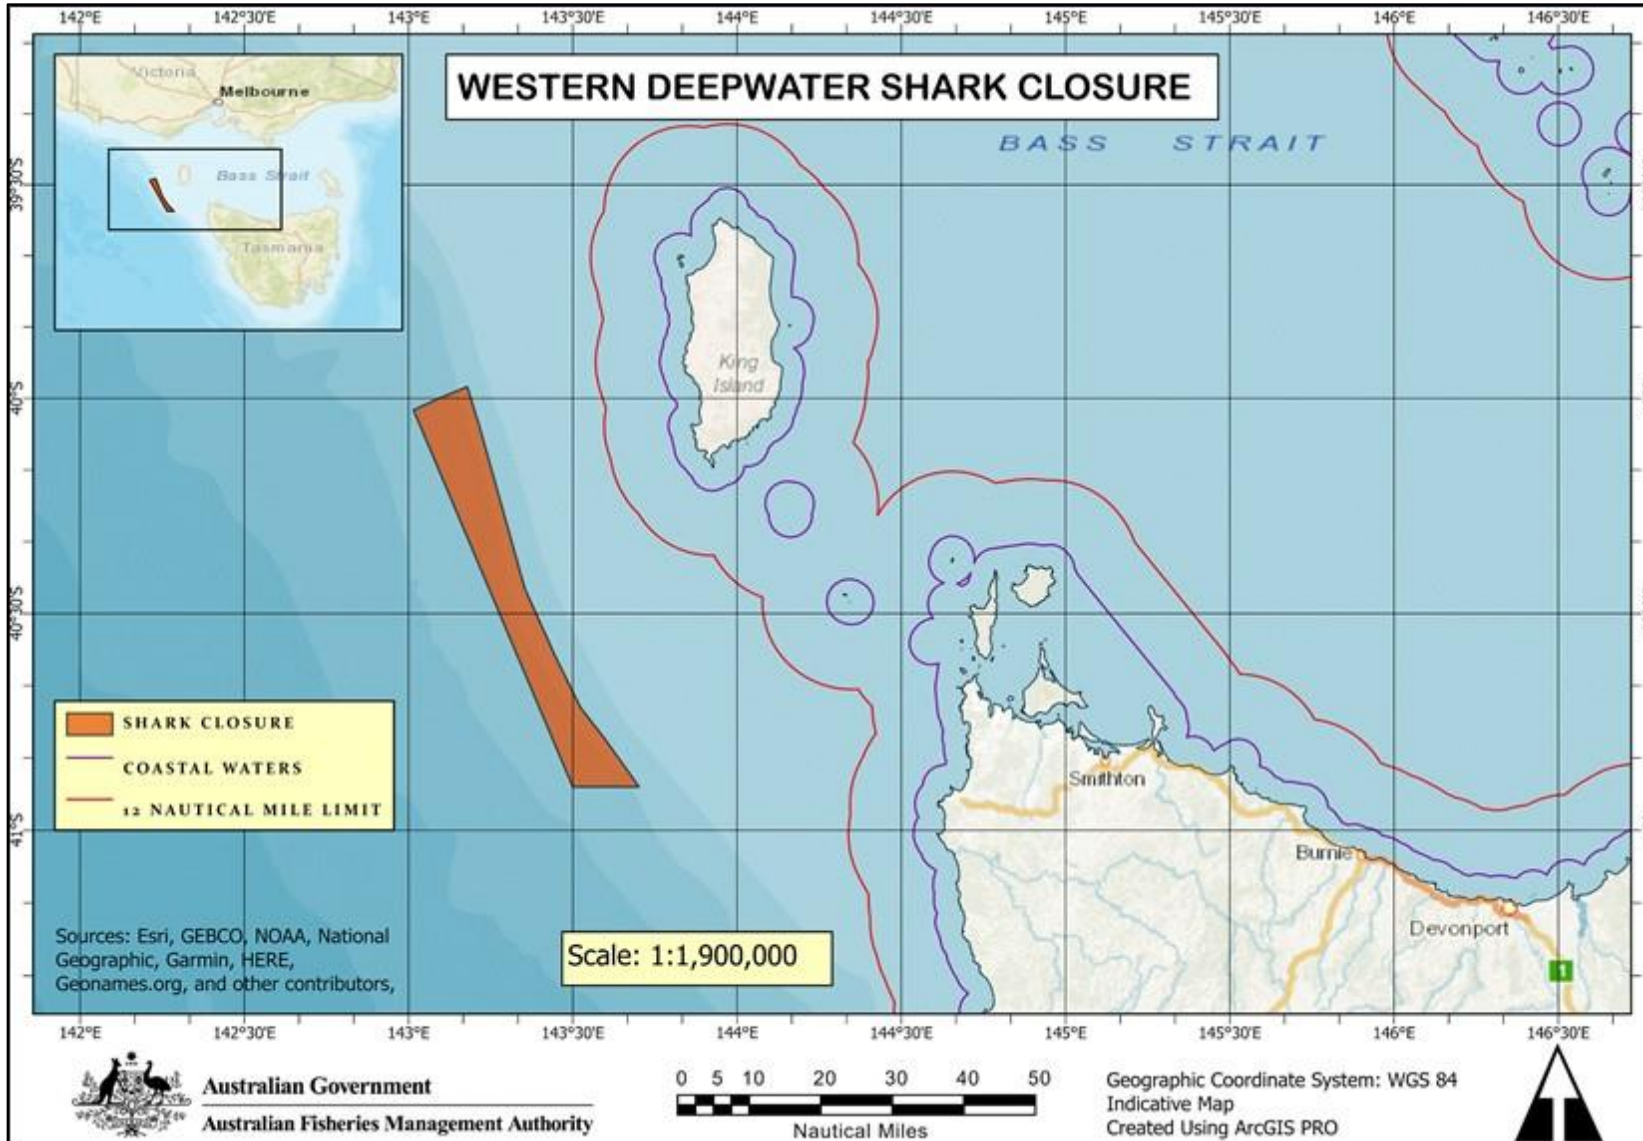 142°E 142°30'E 143°E 143°30'E 144°E 144°30'E 145°E 145°30'E 146°E 146°30'E
WESTERN DEEPWATER SHARK CLOSURE
Victoria
Melbourne
Bass Strait
Tasmania
BASS STRAIT
39°30'S
King
Island
40°S
40°30'S
SHARK CLOSURE
COASTAL WATERS
12 NAUTICAL MILE LIMIT
Smithton
41°S
Burnie
Devonport
1
Sources: Esri, GEBCO, NOAA, National
Geographic, Garmin, HERE,
Geonames.org, and other contributors,
Scale: 1:1,900,000
142°E 142°30'E 143°E 143°30'E 144°E 144°30'E 145°E 145°30'E 146°E 146°30'E
Australian Government
Australian Fisheries Management Authority
0 5 10 20 30 40 50
Nautical Miles
Geographic Coordinate System: WGS 84
Indicative Map
Created Using ArcGIS PRO